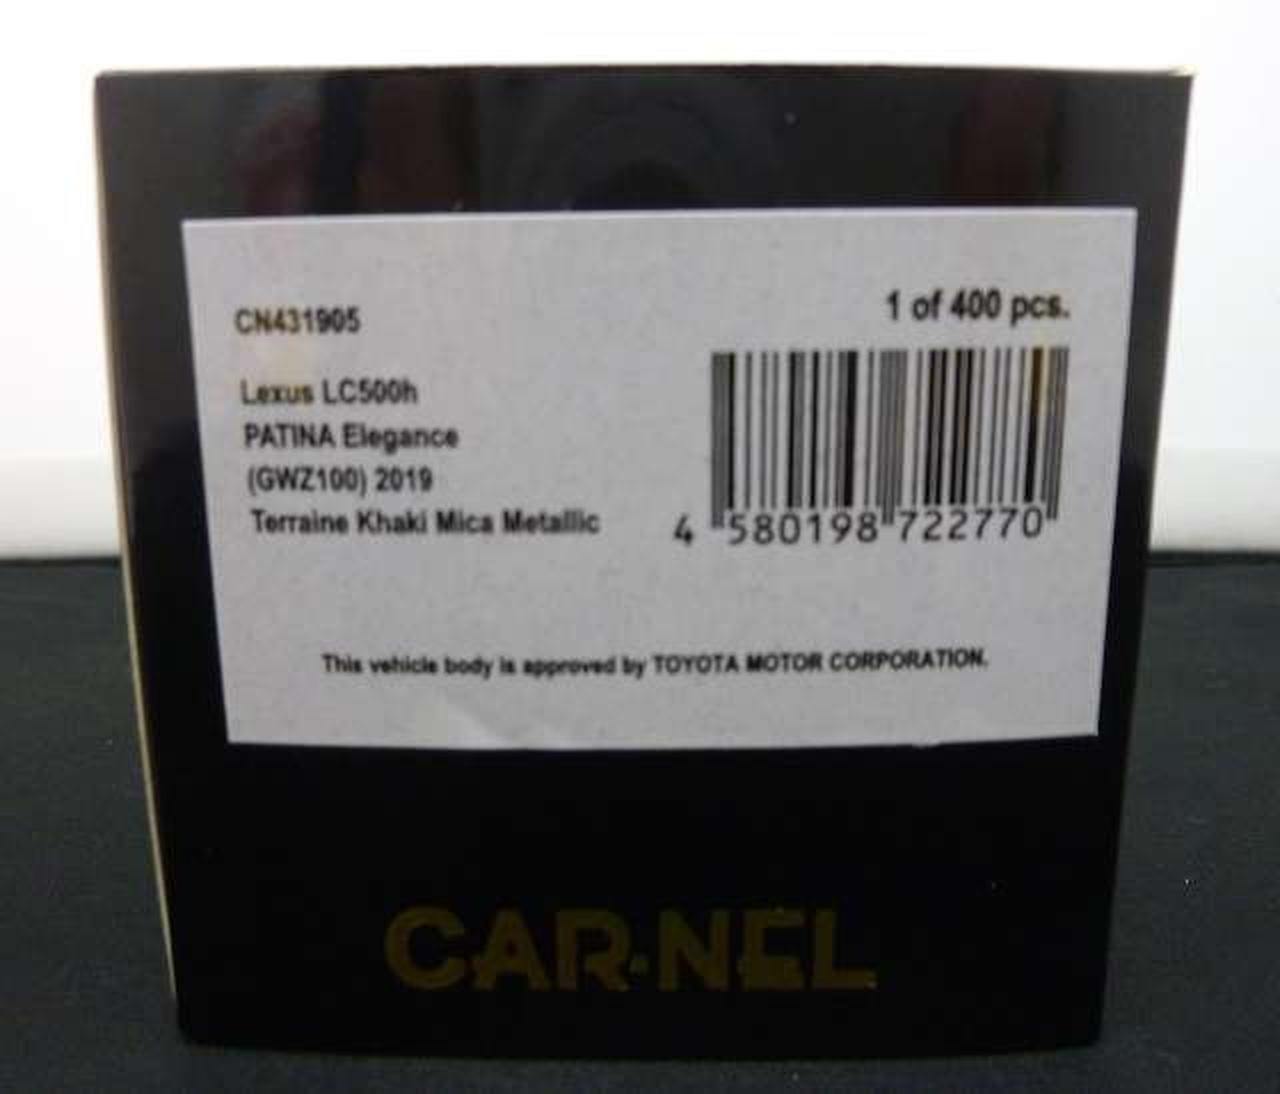 CN431905
1 of 400 pcs.
Lexus LC500h
PATINA Elegance
(GWZ100) 2019
Terraine Khaki Mica Metallic
4 580198 722770
This vehicle body is approved by TOYOTA MOTOR CORPORATION.
CAR·NEL